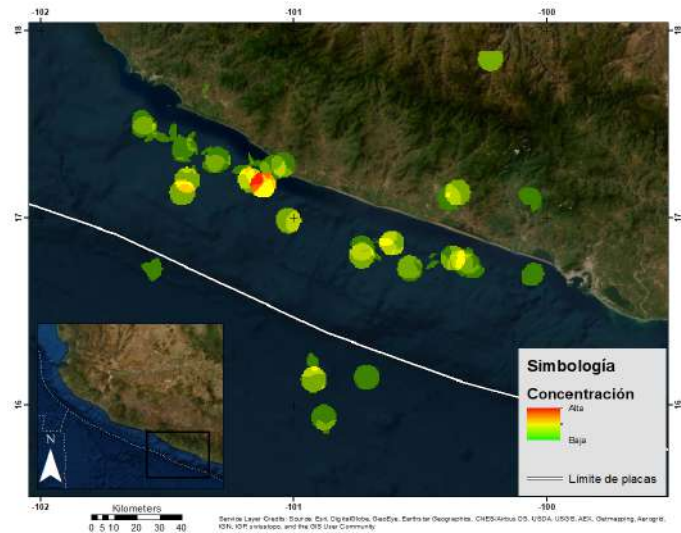 -102 -101 -100
18 18
17 17
16 16
Simbología
Concentración
Alta
Baja
Límite de placas
N
-102 -101 -100
Kilometers
0 5 10 20 30 40
Service Layer Credits: Source: Esri, DigitalGlobe, GeoEye, Earthstar Geographics, CNES/Airbus DS, USDA, USGS, AEX, Getmapping, Aerogrid,
IGN, IGP, swisstopo, and the GIS User Community